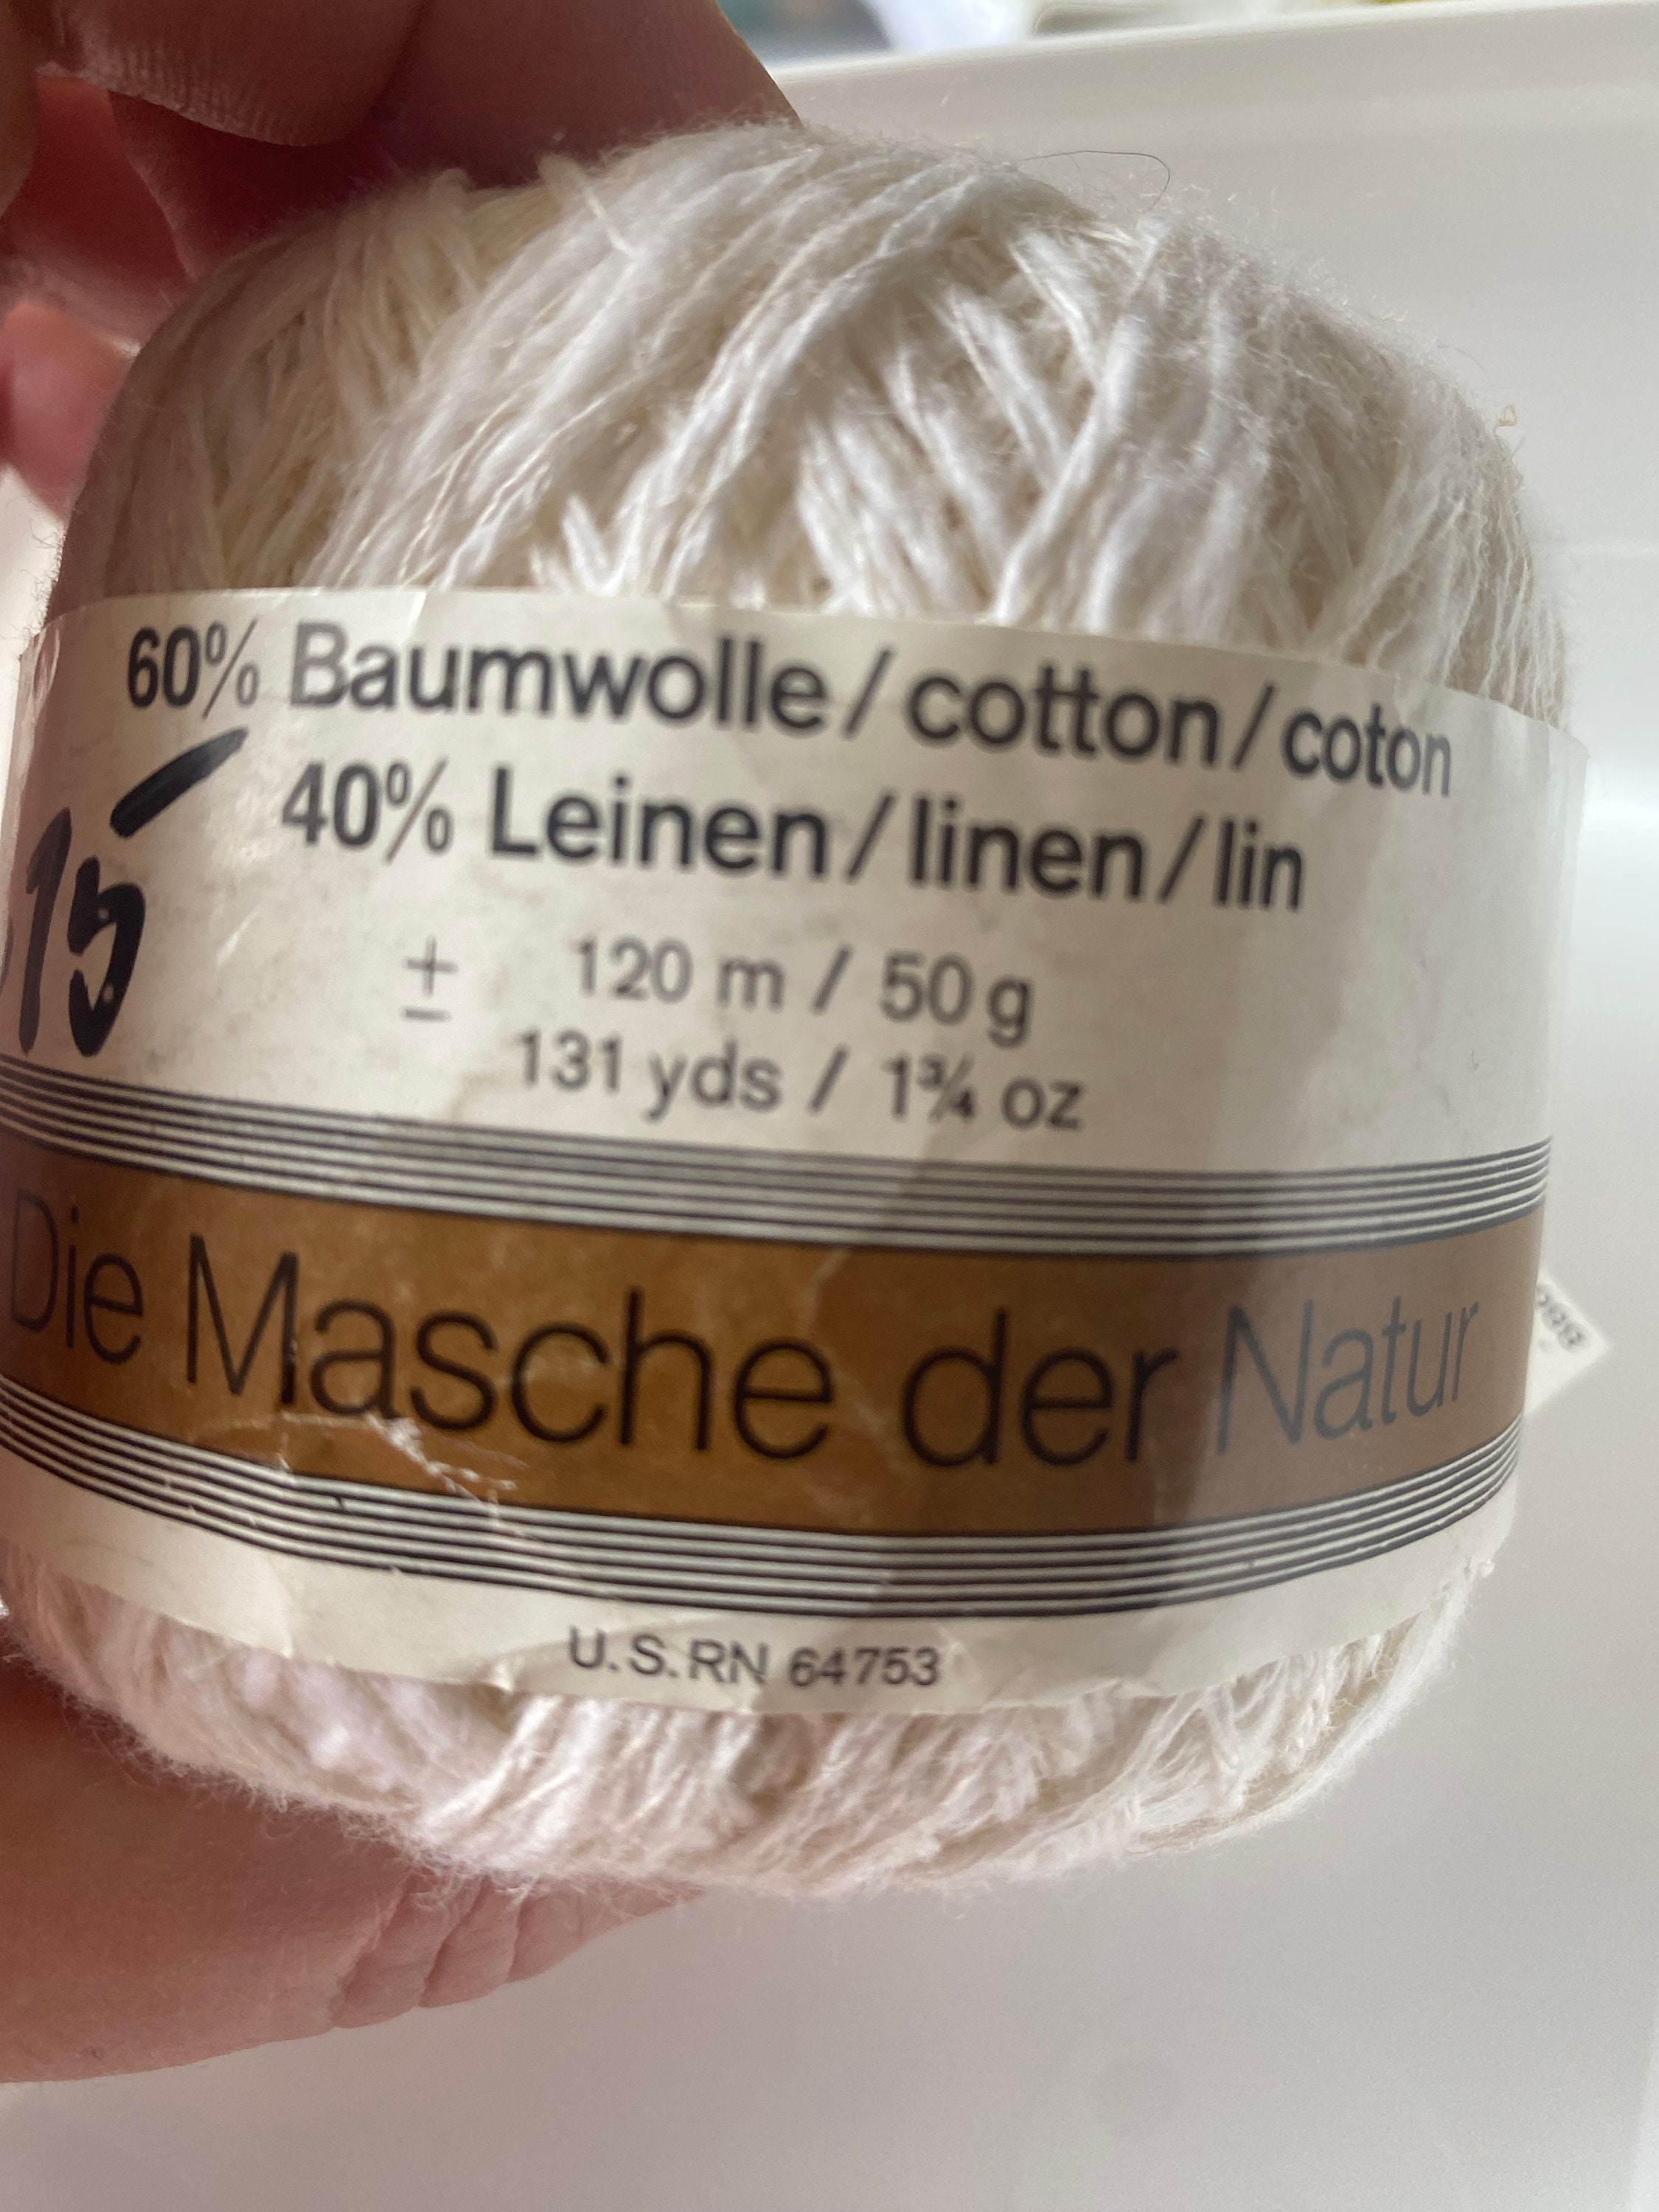 60% Baumwolle / cotton / coton
40% Leinen / linen / lin
15
± 120 m / 50 g
131 yds / 1¾ oz
Die Masche der Natur
U.S.RN 64753